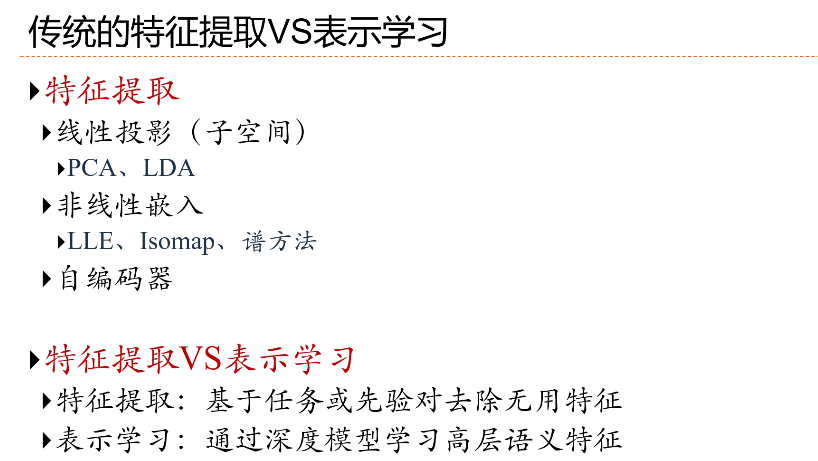 传统的特征提取VS表示学习
特征提取
线性投影（子空间）
PCA、LDA
非线性嵌入
LLE、Isomap、谱方法
自编码器
特征提取VS表示学习
特征提取：基于任务或先验对去除无用特征
表示学习：通过深度模型学习高层语义特征